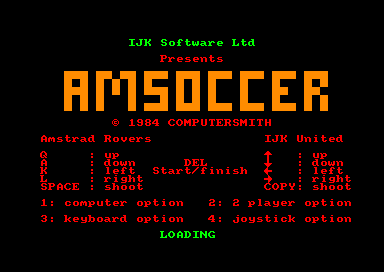 IJK Software Ltd
Presents
AMSOCCER
© 1984 COMPUTERSMITH
Amstrad Rovers IJK United
Q : up ↑ : up
A : down DEL ↓ : down
K : left Start/finish ← : left
L : right → : right
SPACE : shoot COPY: shoot
1: computer option 2: 2 player option
3: keyboard option 4: joystick option
LOADING